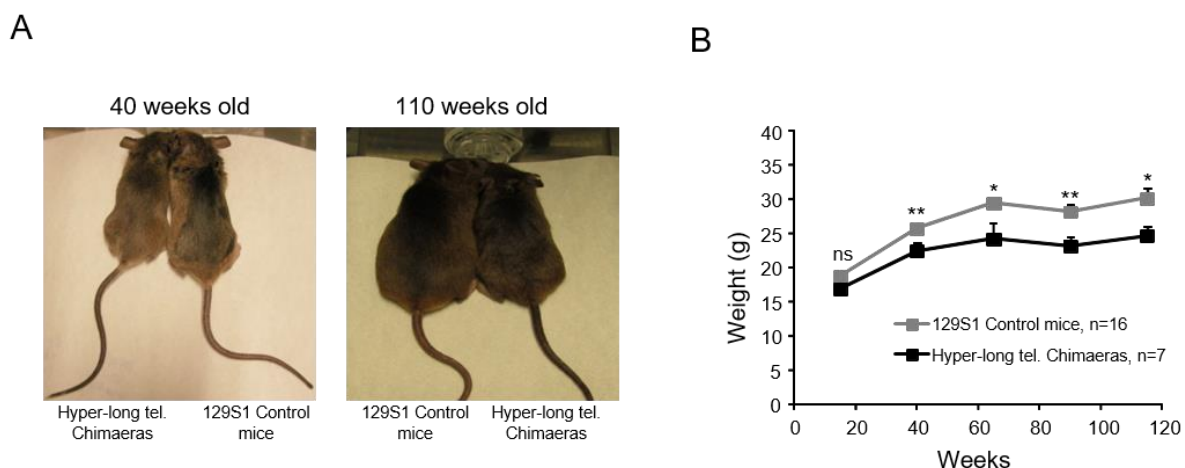 A
40 weeks old
110 weeks old
Hyper-long tel.
Chimaeras
129S1 Control
mice
129S1 Control
mice
Hyper-long tel.
Chimaeras
B
Weight (g)
40
35
30
25
20
15
10
5
0
ns
**
*
**
*
129S1 Control mice, n=16
Hyper-long tel. Chimaeras, n=7
0 20 40 60 80 100 120
Weeks